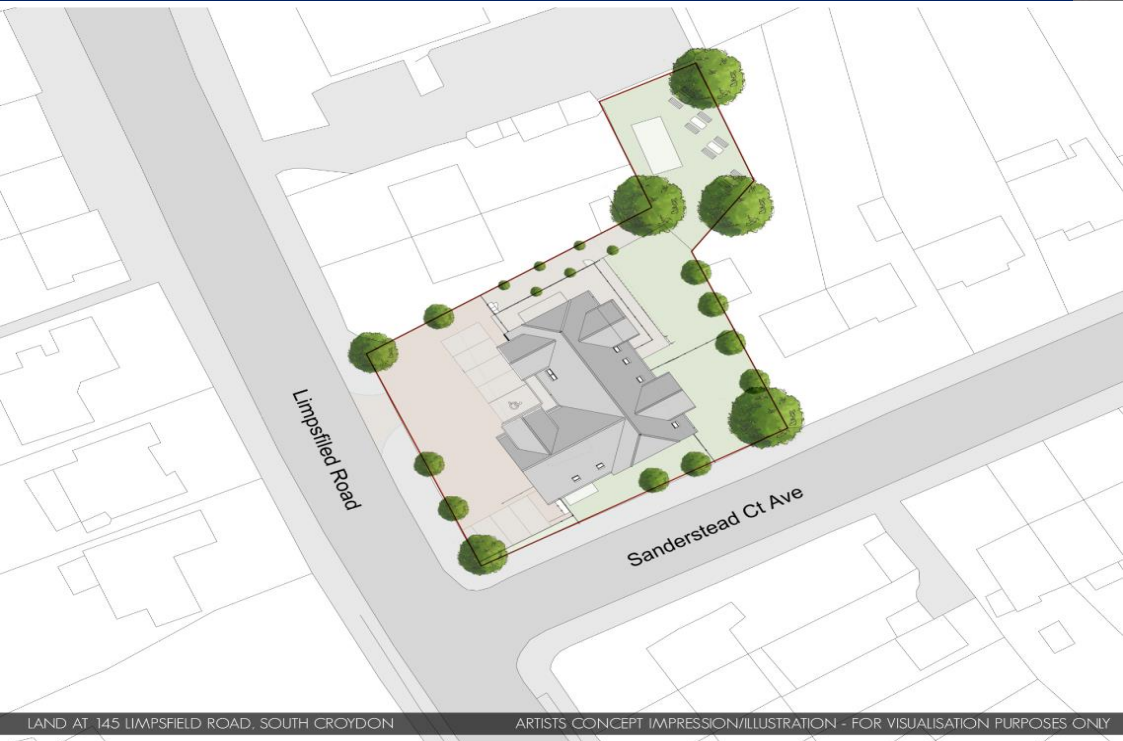 Limpsfiled Road
Sanderstead Ct Ave
LAND AT 145 LIMPSFIELD ROAD, SOUTH CROYDON
ARTISTS CONCEPT IMPRESSION/ILLUSTRATION - FOR VISUALISATION PURPOSES ONLY